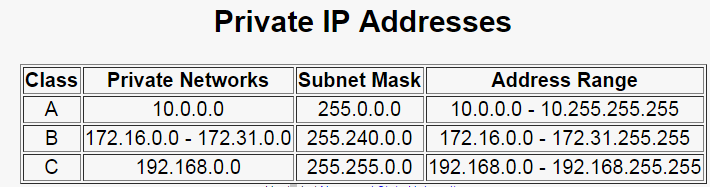 Private IP Addresses
Class Private Networks Subnet Mask Address Range
A 10.0.0.0 255.0.0.0 10.0.0.0 - 10.255.255.255
B 172.16.0.0 - 172.31.0.0 255.240.0.0 172.16.0.0 - 172.31.255.255
C 192.168.0.0 255.255.0.0 192.168.0.0 - 192.168.255.255